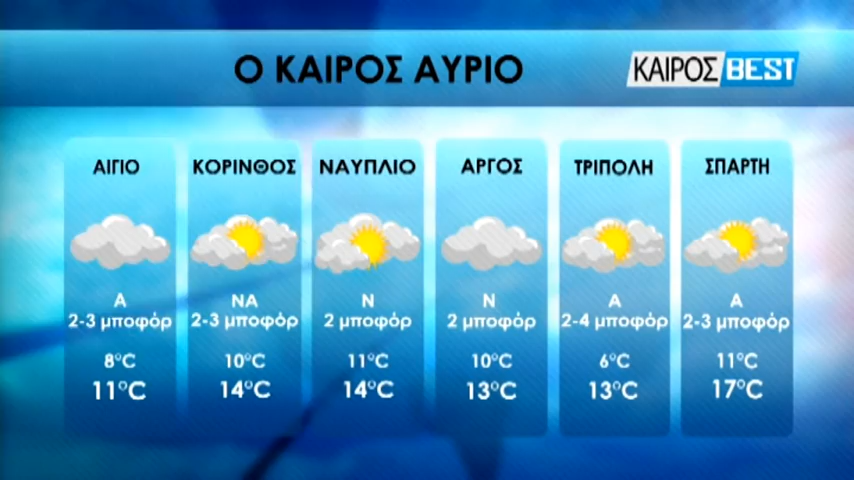 Ο ΚΑΙΡΟΣ ΑΥΡΙΟ
ΚΑΙΡΟΣ BEST
ΑΙΓΙΟ
Α
2-3 μποφόρ
8°C
11°C
ΚΟΡΙΝΘΟΣ
ΝΑ
2-3 μποφόρ
10°C
14°C
ΝΑΥΠΛΙΟ
Ν
2 μποφόρ
11°C
14°C
ΑΡΓΟΣ
Ν
2 μποφόρ
10°C
13°C
ΤΡΙΠΟΛΗ
Α
2-4 μποφόρ
6°C
13°C
ΣΠΑΡΤΗ
Α
2-3 μποφόρ
11°C
17°C